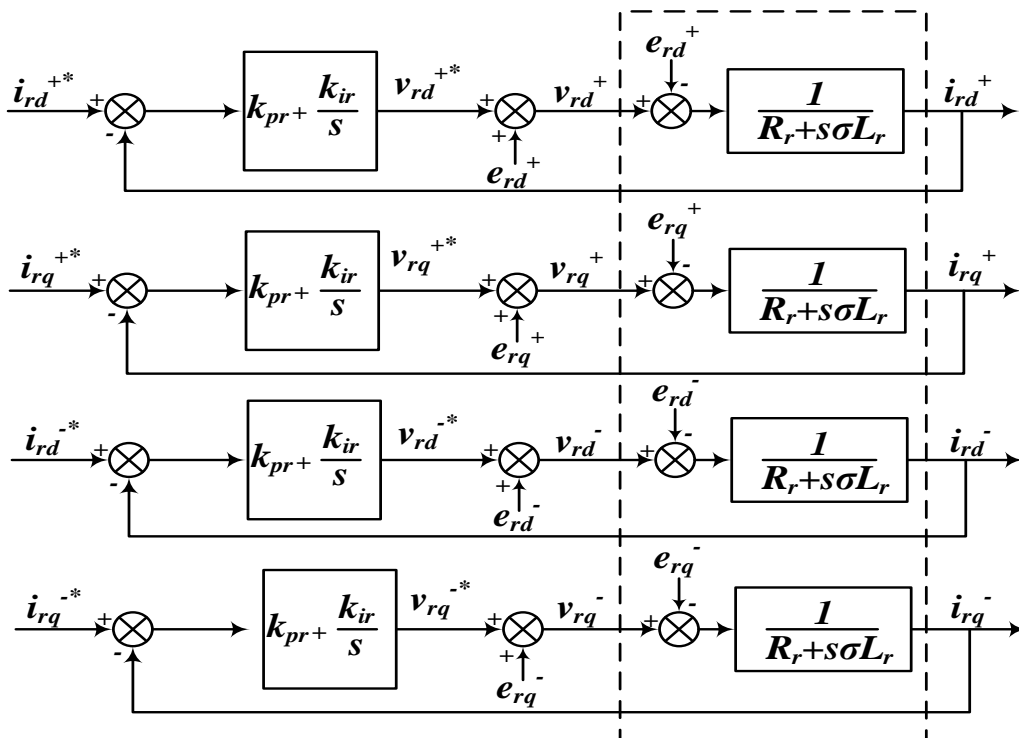 i_rd^+* + - k_pr + k_ir/s v_rd^+* + + e_rd^+ v_rd^+ + e_rd^+ - 1/(R_r+sσL_r) i_rd^+
i_rq^+* + - k_pr + k_ir/s v_rq^+* + + e_rq^+ v_rq^+ + e_rq^+ - 1/(R_r+sσL_r) i_rq^+
i_rd^-* + - k_pr + k_ir/s v_rd^-* + + e_rd^- v_rd^- + e_rd^- - 1/(R_r+sσL_r) i_rd^-
i_rq^-* + - k_pr + k_ir/s v_rq^-* + + e_rq^- v_rq^- + e_rq^- - 1/(R_r+sσL_r) i_rq^-